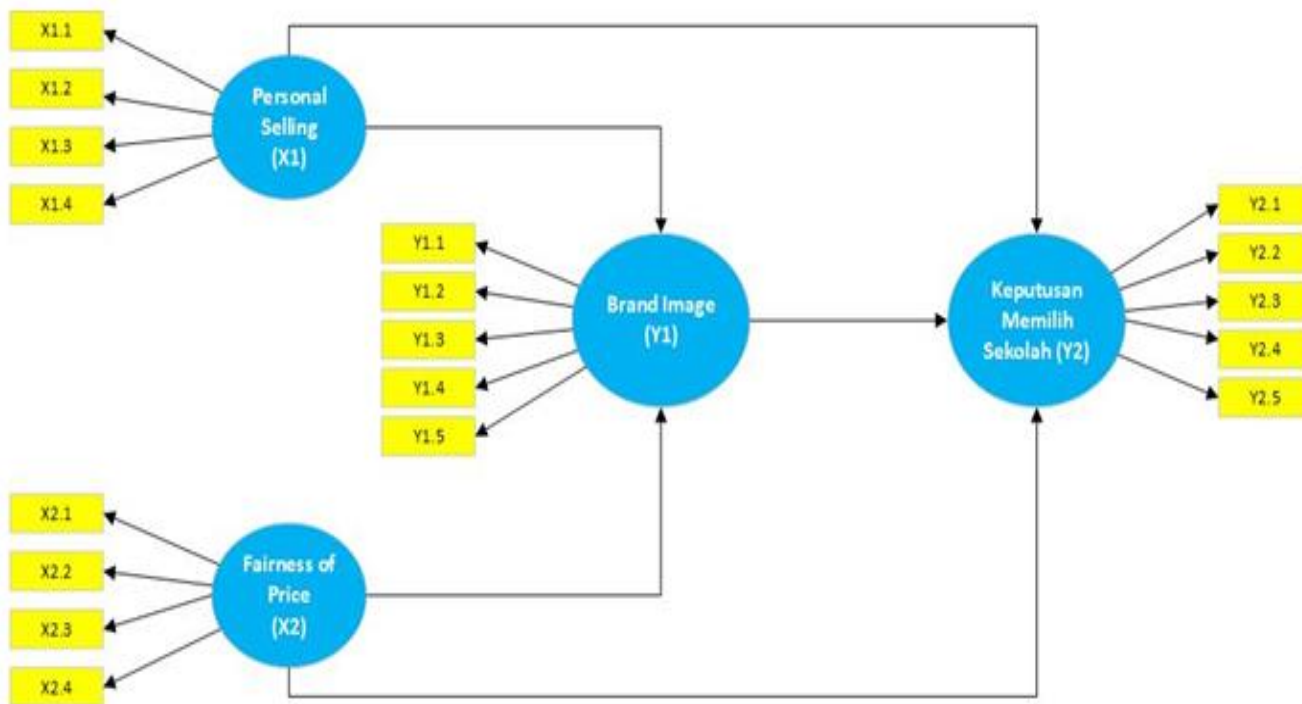 X1.1
X1.2
X1.3
X1.4
Personal
Selling
(X1)
Y1.1
Y1.2
Y1.3
Y1.4
Y1.5
Brand Image
(Y1)
Keputusan
Memilih
Sekolah (Y2)
Y2.1
Y2.2
Y2.3
Y2.4
Y2.5
X2.1
X2.2
X2.3
X2.4
Fairness of
Price
(X2)